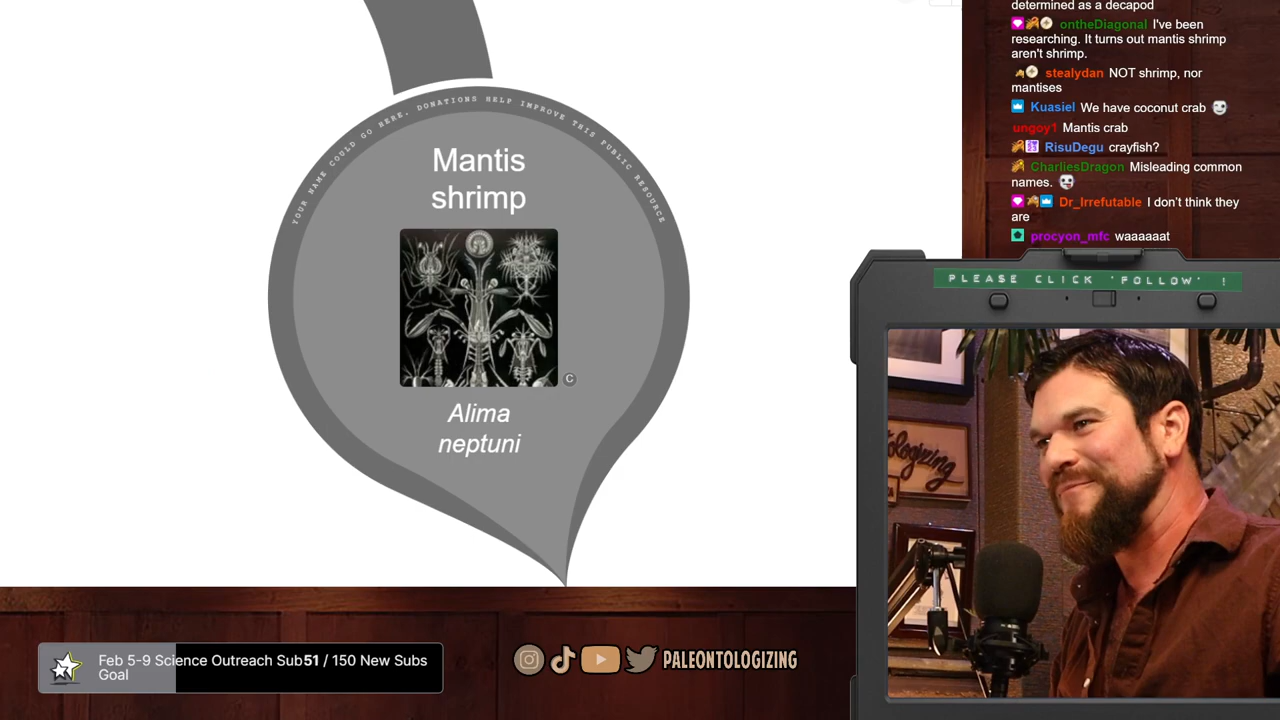 YOUR NAME COULD GO HERE. DONATIONS HELP IMPROVE THIS PUBLIC RESOURCE
Mantis
shrimp
C
Alima
neptuni
determined as a decapod
ontheDiagonal I've been
researching. It turns out mantis shrimp
aren't shrimp.
stealydan NOT shrimp, nor
mantises
Kuasiel We have coconut crab
ungoy1 Mantis crab
RisuDegu crayfish?
CharliesDragon Misleading common
names.
Dr_Irrefutable I don't think they
are
procyon_mfc waaaaaat
PLEASE CLICK 'FOLLOW' !
ologizing
Feb 5-9 Science Outreach Sub 51 / 150 New Subs
Goal
PALEONTOLOGIZING